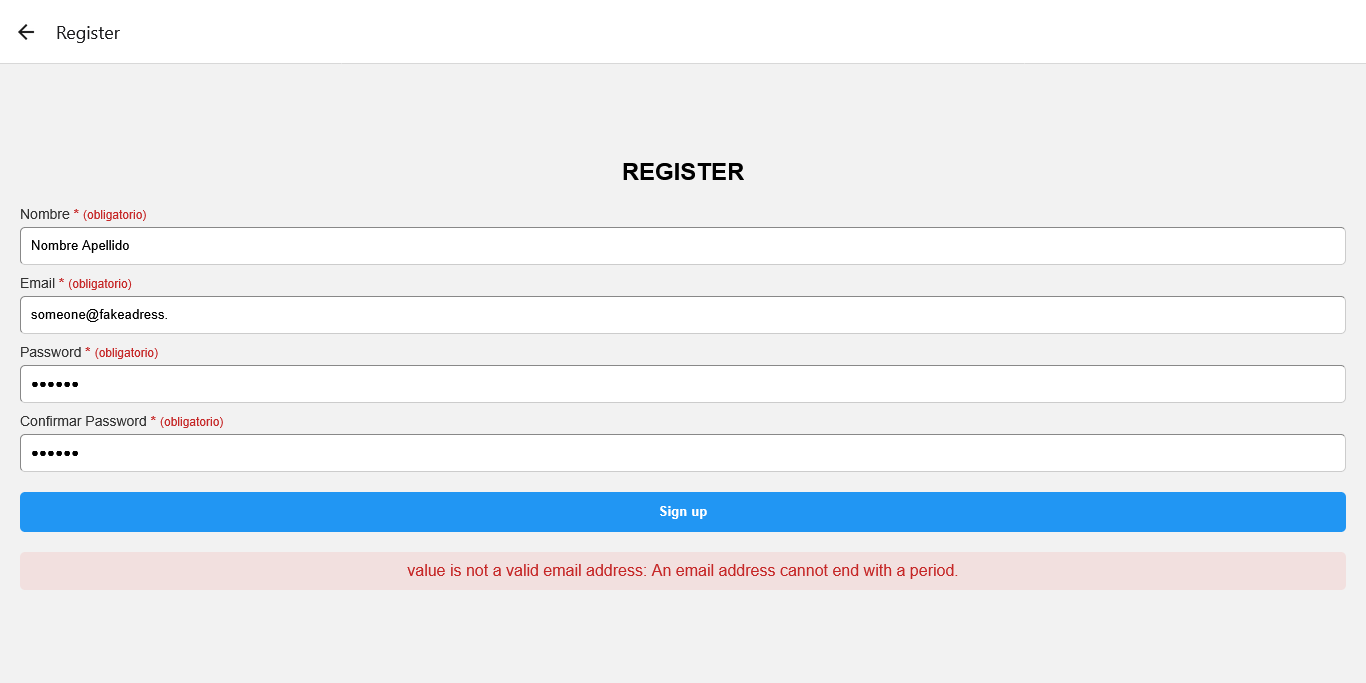 Register
REGISTER
Nombre * (obligatorio)
Nombre Apellido
Email * (obligatorio)
someone@fakeadress.
Password * (obligatorio)
••••••
Confirmar Password * (obligatorio)
••••••
Sign up
value is not a valid email address: An email address cannot end with a period.